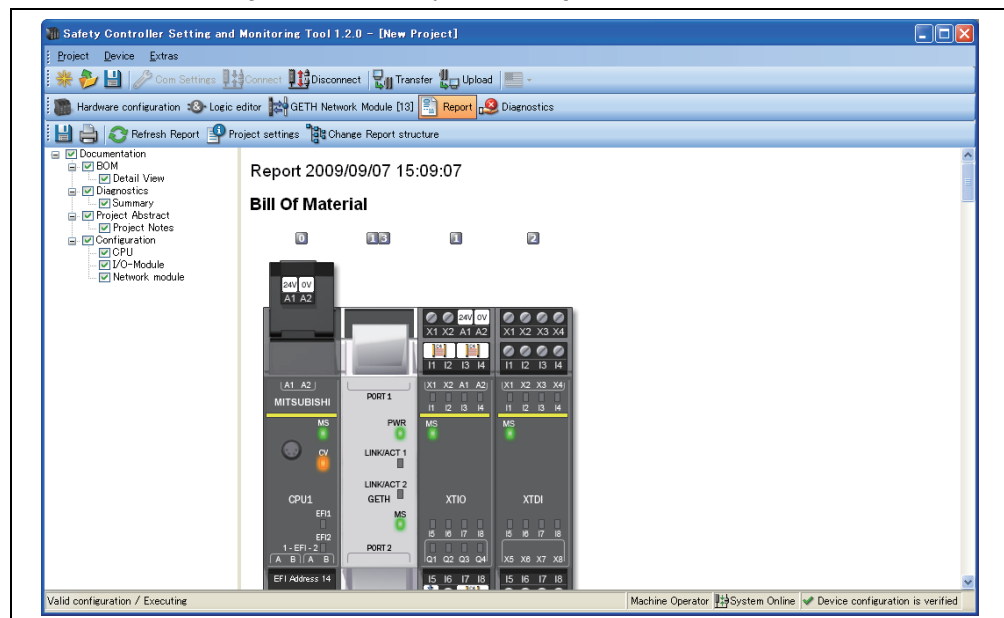 Safety Controller Setting and Monitoring Tool 1.2.0 - [New Project]
Project Device Extras
Com Settings Connect Disconnect Transfer Upload
Hardware configuration Logic editor GETH Network Module [13] Report Diagnostics
Refresh Report Project settings Change Report structure
Documentation
BOM
Detail View
Diagnostics
Summary
Project Abstract
Project Notes
Configuration
CPU
I/O-Module
Network module
Report 2009/09/07 15:09:07
Bill Of Material
0 13 1 2
24V 0V
A1 A2
24V 0V
X1 X2 A1 A2 X1 X2 X3 X4
I1 I2 I3 I4 I1 I2 I3 I4
A1 A2 PORT 1 X1 X2 A1 A2 X1 X2 X3 X4
MITSUBISHI I1 I2 I3 I4 I1 I2 I3 I4
MS PWR MS MS
CV LINK/ACT 1
LINK/ACT 2
CPU1 GETH XTIO XTDI
EFI1 MS
EFI2 I5 I6 I7 I8 I5 I6 I7 I8
1 - EFI - 2 PORT 2
A B A B Q1 Q2 Q3 Q4 X5 X6 X7 X8
EFI Address 14 I5 I6 I7 I8 I5 I6 I7 I8
Valid configuration / Executing Machine Operator System Online Device configuration is verified